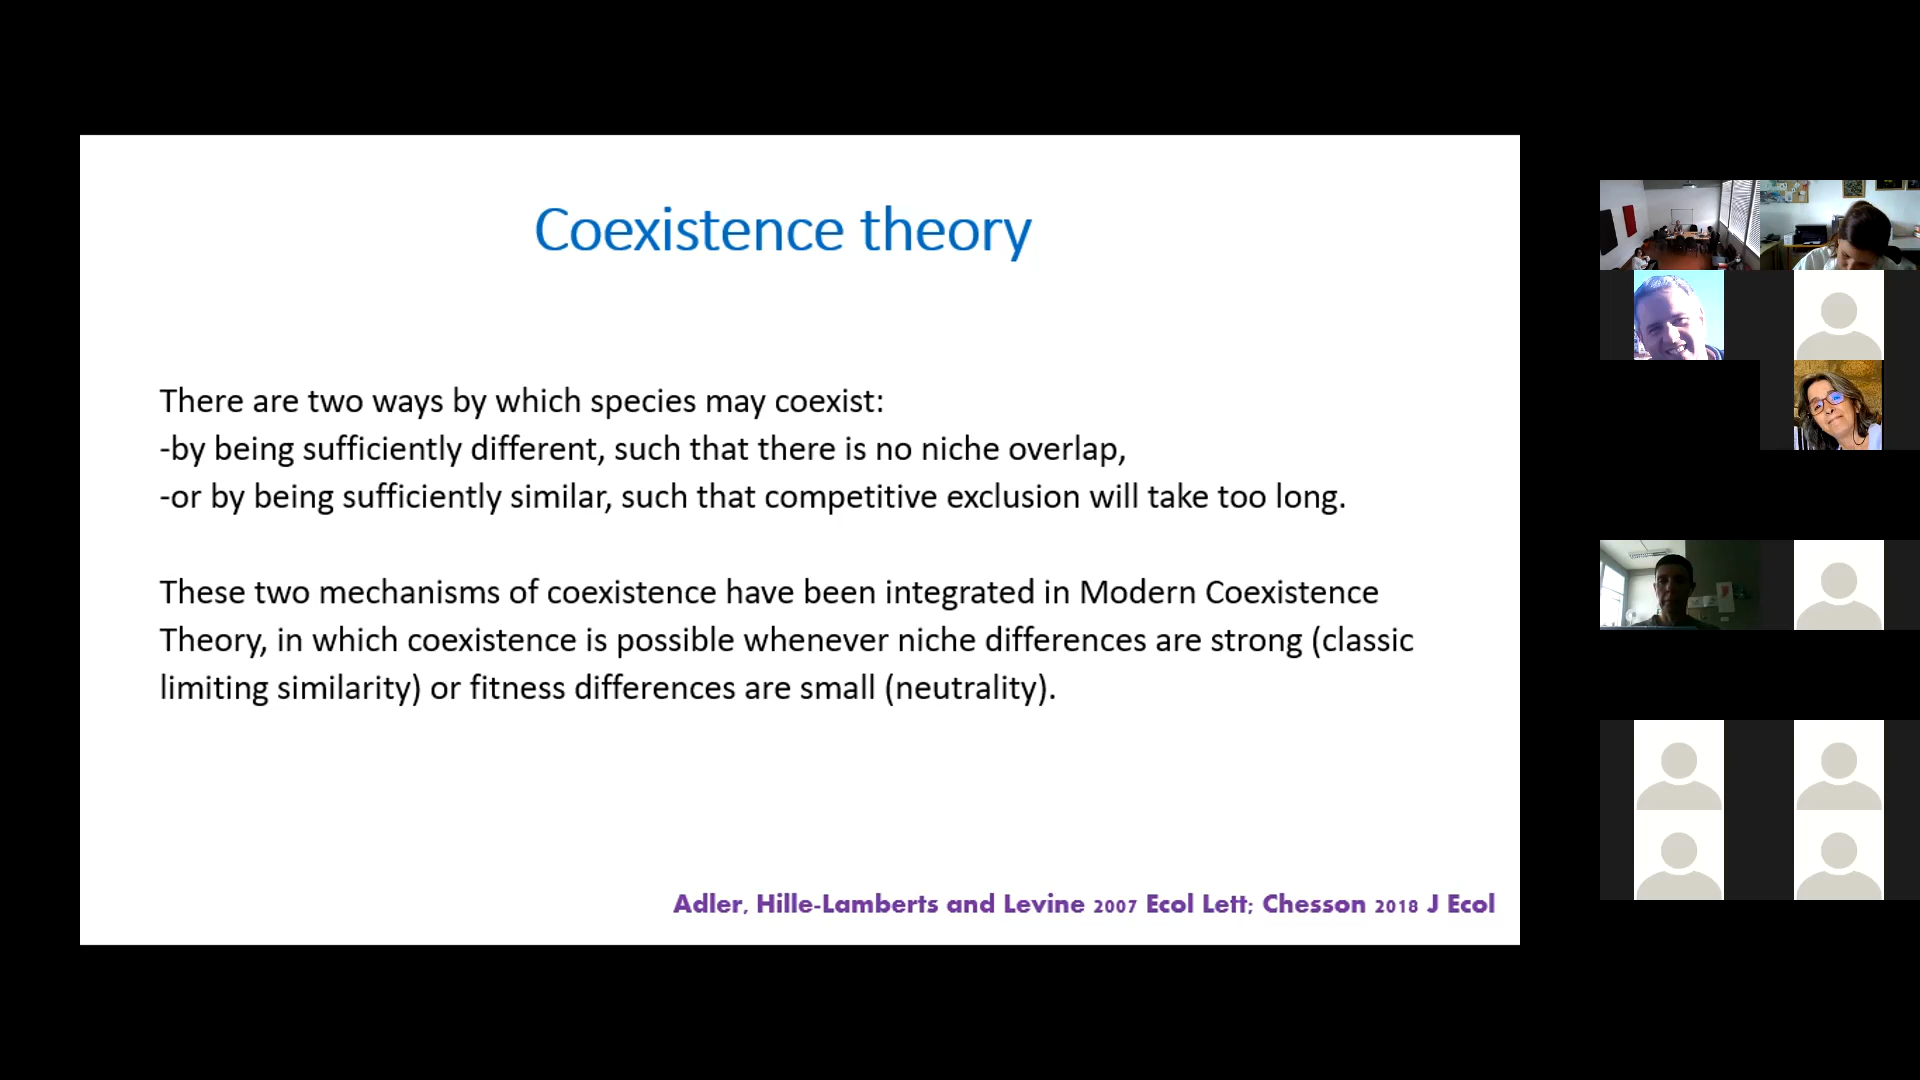 Coexistence theory
There are two ways by which species may coexist:
-by being sufficiently different, such that there is no niche overlap,
-or by being sufficiently similar, such that competitive exclusion will take too long.
These two mechanisms of coexistence have been integrated in Modern Coexistence
Theory, in which coexistence is possible whenever niche differences are strong (classic
limiting similarity) or fitness differences are small (neutrality).
Adler, Hille-Lamberts and Levine 2007 Ecol Lett; Chesson 2018 J Ecol